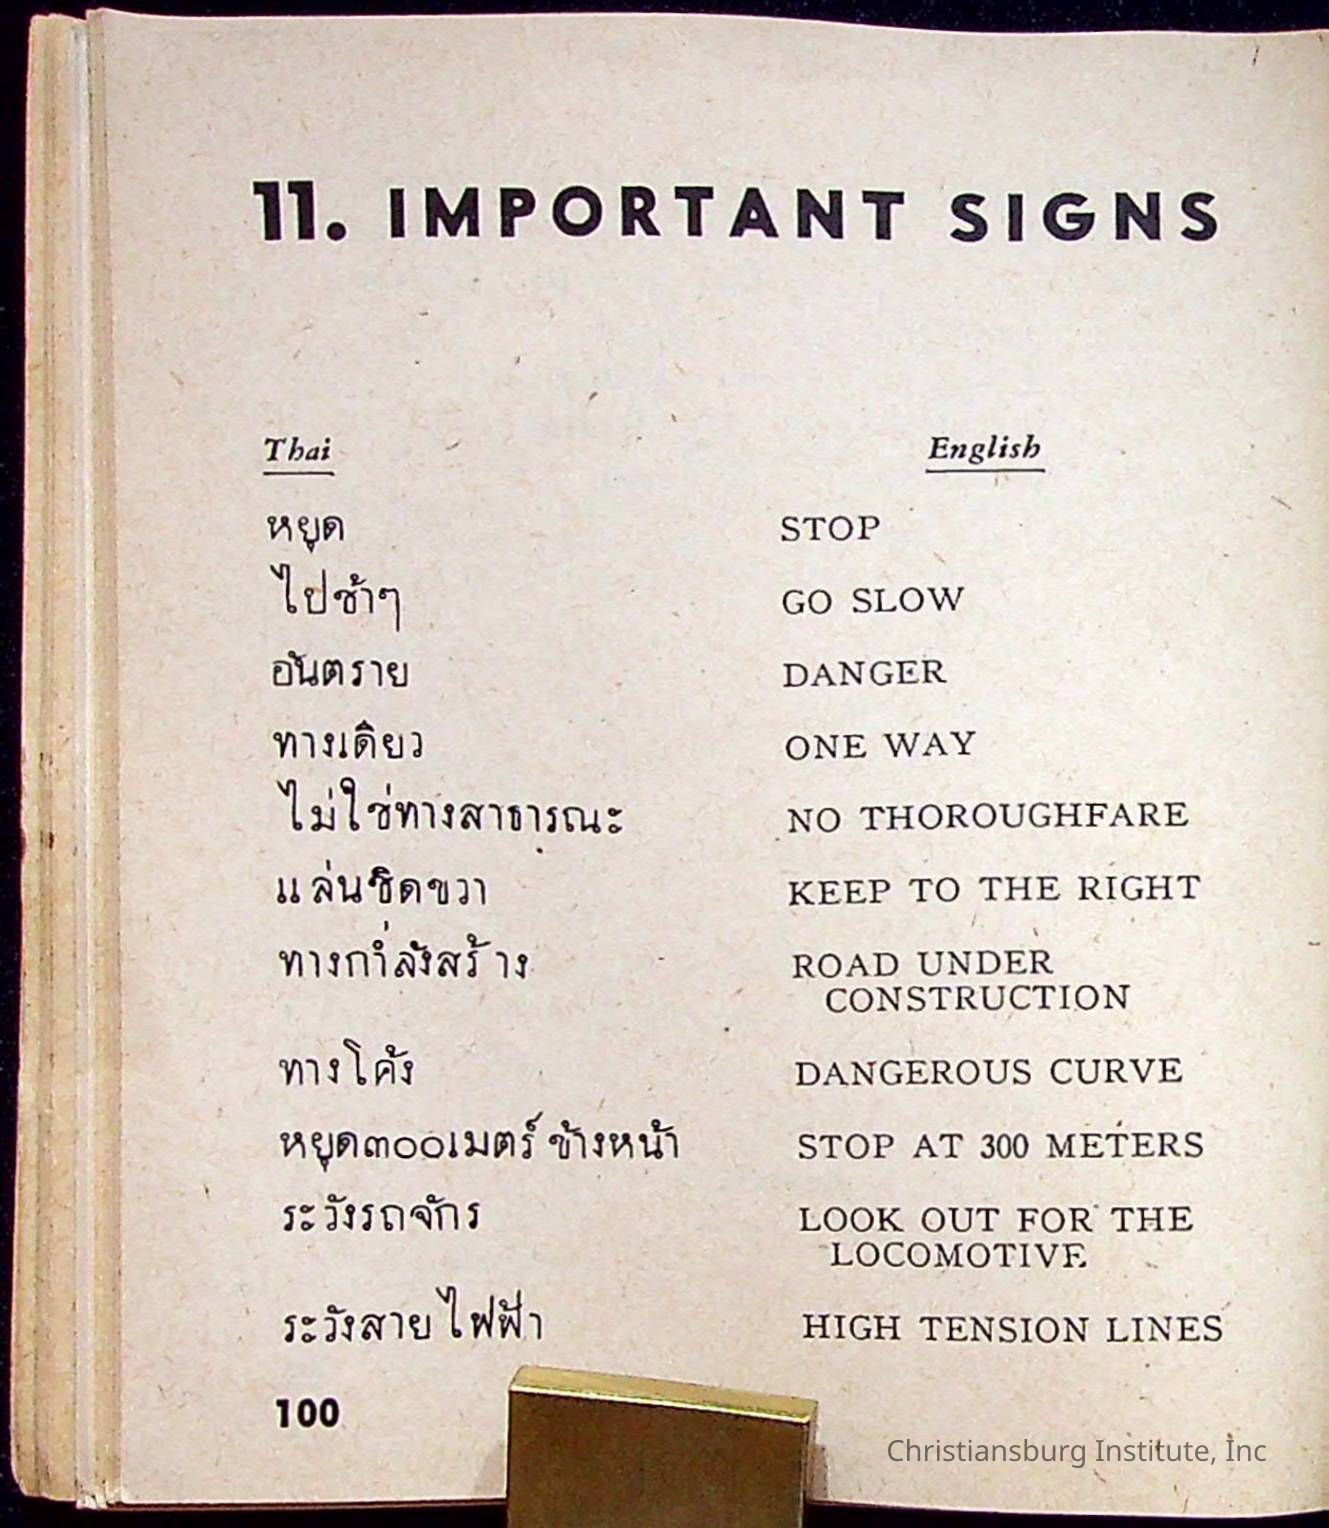 11. IMPORTANT SIGNS
Thai English
หยุด STOP
ไปช้าๆ GO SLOW
อันตราย DANGER
ทางเดียว ONE WAY
ไม่ใช่ทางสาธารณะ NO THOROUGHFARE
แล่นชิดขวา KEEP TO THE RIGHT
ทางกำลังสร้าง ROAD UNDER
CONSTRUCTION
ทางโค้ง DANGEROUS CURVE
หยุด๓๐๐เมตร์ ข้างหน้า STOP AT 300 METERS
ระวังรถจักร LOOK OUT FOR THE
LOCOMOTIVE
ระวังสายไฟฟ้า HIGH TENSION LINES
100
Christiansburg Institute, Inc